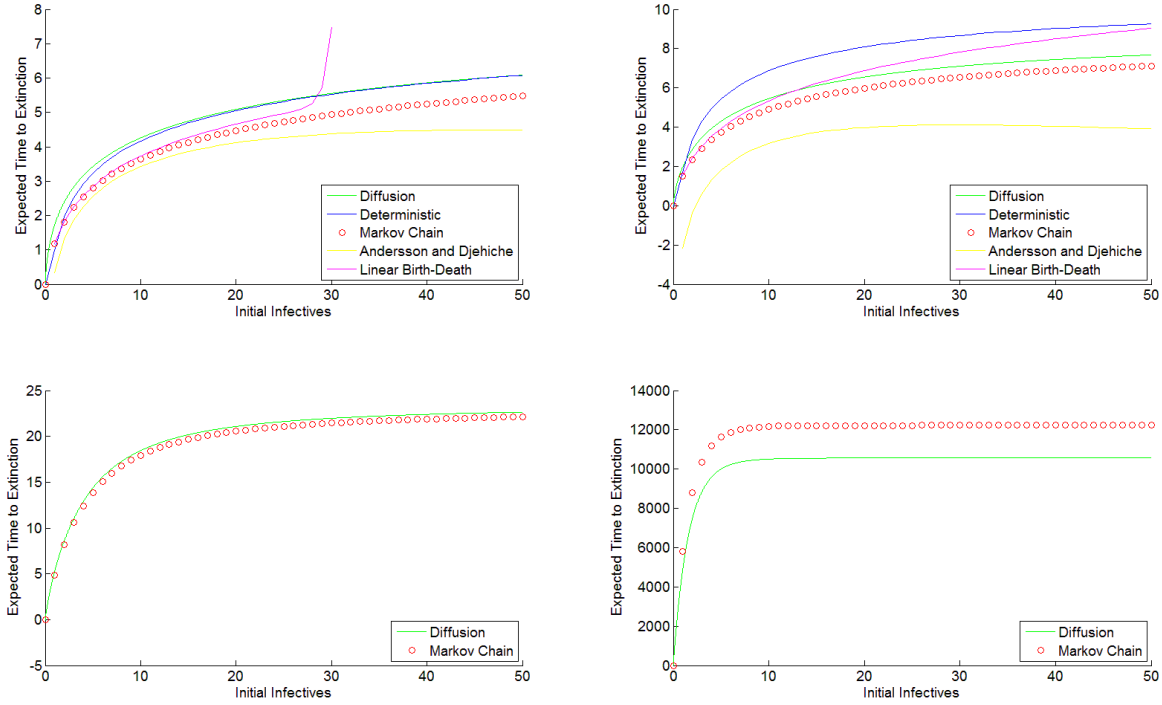 8
7
6
5
4
3
2
1
0
0
10
20
30
40
50
Expected Time to Extinction
Initial Infectives
Diffusion
Deterministic
Markov Chain
Andersson and Djehiche
Linear Birth-Death
10
8
6
4
2
0
-2
-4
0
10
20
30
40
50
Expected Time to Extinction
Initial Infectives
Diffusion
Deterministic
Markov Chain
Andersson and Djehiche
Linear Birth-Death
25
20
15
10
5
0
-5
0
10
20
30
40
50
Expected Time to Extinction
Initial Infectives
Diffusion
Markov Chain
14000
12000
10000
8000
6000
4000
2000
0
0
10
20
30
40
50
Expected Time to Extinction
Initial Infectives
Diffusion
Markov Chain